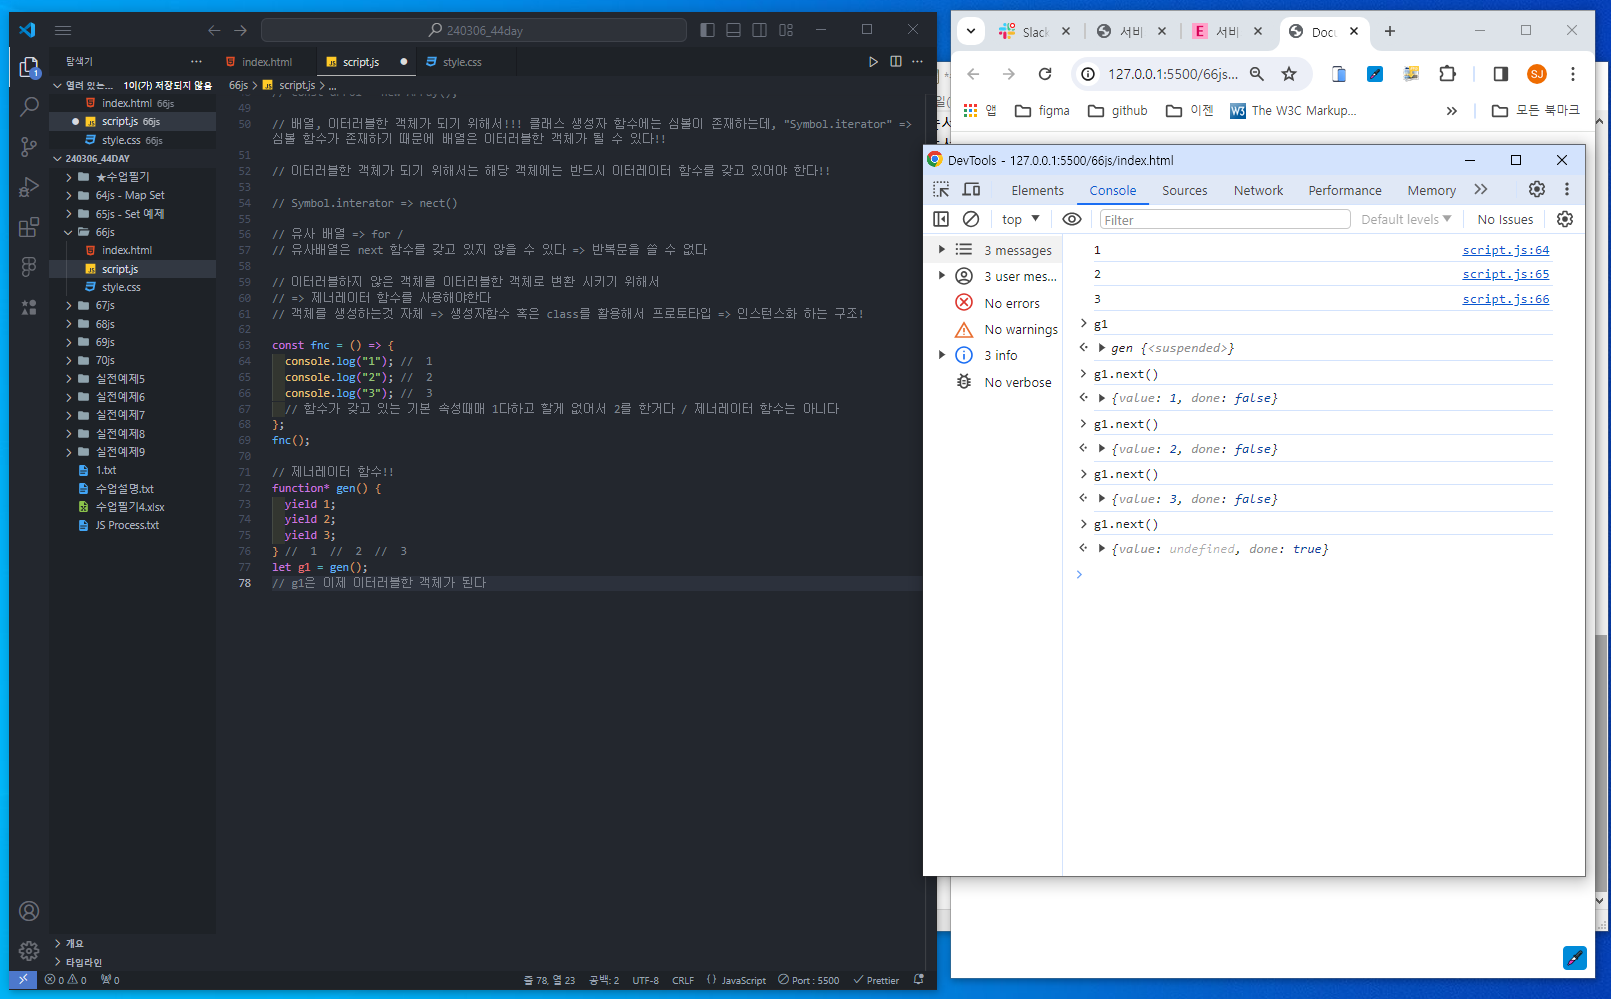 240306_44day
탐색기
index.html
script.js
style.css
열려 있는... 1이(가) 저장되지 않음
index.html 66js
script.js 66js
style.css 66js
240306_44DAY
★수업필기
64js - Map Set
65js - Set 예제
66js
index.html
script.js
style.css
67js
68js
69js
70js
실전예제5
실전예제6
실전예제7
실전예제8
실전예제9
1.txt
수업설명.txt
수업필기4.xlsx
JS Process.txt
개요
타임라인
66js > script.js > ...
49
50 // 배열, 이터러블한 객체가 되기 위해서!!! 클래스 생성자 함수에는 심볼이 존재하는데, "Symbol.iterator" =>
심볼 함수가 존재하기 때문에 배열은 이터러블한 객체가 될 수 있다!!
51
52 // 이터러블한 객체가 되기 위해서는 해당 객체에는 반드시 이터레이터 함수를 갖고 있어야 한다!!
53
54 // Symbol.interator => nect()
55
56 // 유사 배열 => for /
57 // 유사배열은 next 함수를 갖고 있지 않을 수 있다 => 반복문을 쓸 수 없다
58
59 // 이터러블하지 않은 객체를 이터러블한 객체로 변환 시키기 위해서
60 // => 제너레이터 함수를 사용해야한다
61 // 객체를 생성하는것 자체 => 생성자함수 혹은 class를 활용해서 프로토타입 => 인스턴스화 하는 구조!
62
63 const fnc = () => {
64 console.log("1"); // 1
65 console.log("2"); // 2
66 console.log("3"); // 3
67 // 함수가 갖고 있는 기본 속성때매 1다하고 할게 없어서 2를 한거다 / 제너레이터 함수는 아니다
68 };
69 fnc();
70
71 // 제너레이터 함수!!
72 function* gen() {
73 yield 1;
74 yield 2;
75 yield 3;
76 } // 1 // 2 // 3
77 let g1 = gen();
78 // g1은 이제 이터러블한 객체가 된다
0 0 0
줄 78, 열 23 공백: 2 UTF-8 CRLF {} JavaScript Port : 5500 Prettier
Slack 서비 E 서비 Docu
127.0.0.1:5500/66js...
SJ
앱 figma github 이젠 W3 The W3C Markup... » 모든 북마크
DevTools - 127.0.0.1:5500/66js/index.html
Elements Console Sources Network Performance Memory »
top Filter Default levels No Issues
3 messages
3 user mes...
No errors
No warnings
3 info
No verbose
1 script.js:64
2 script.js:65
3 script.js:66
> g1
gen {<suspended>}
> g1.next()
{value: 1, done: false}
> g1.next()
{value: 2, done: false}
> g1.next()
{value: 3, done: false}
> g1.next()
{value: undefined, done: true}
>